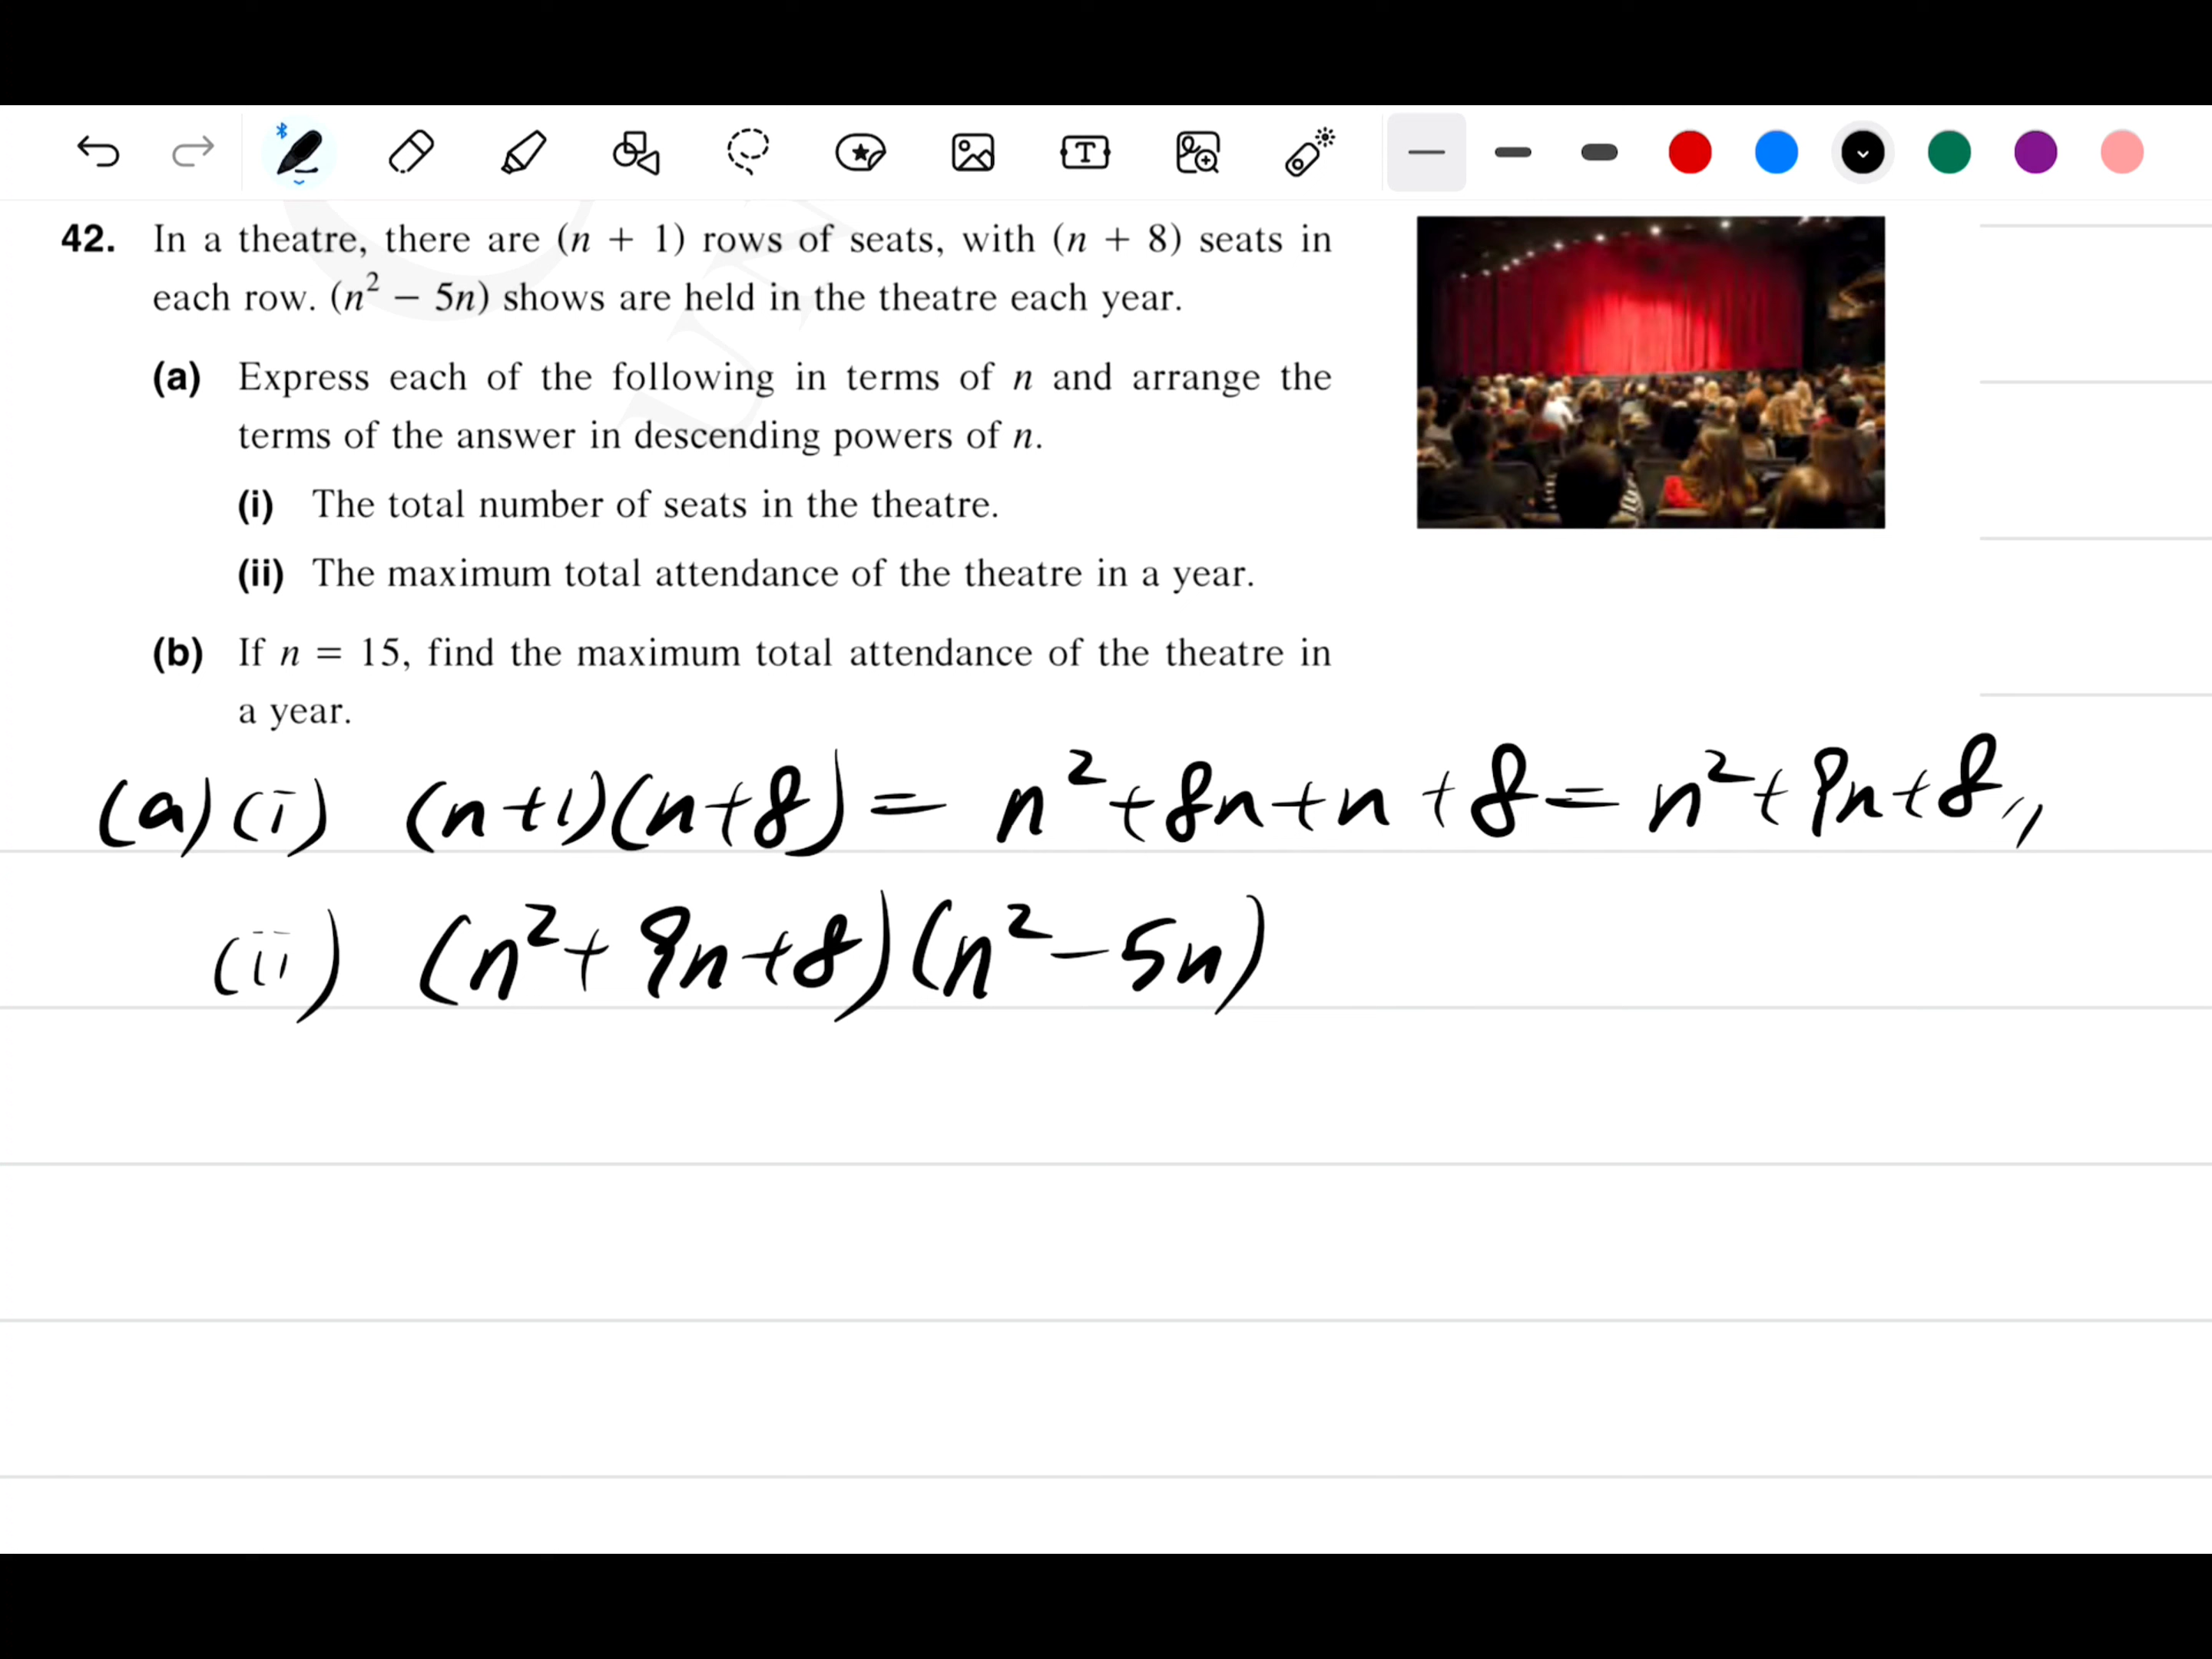 42. In a theatre, there are (n + 1) rows of seats, with (n + 8) seats in
each row. (n² − 5n) shows are held in the theatre each year.
(a) Express each of the following in terms of n and arrange the
terms of the answer in descending powers of n.
(i) The total number of seats in the theatre.
(ii) The maximum total attendance of the theatre in a year.
(b) If n = 15, find the maximum total attendance of the theatre in
a year.
(a)(i) (n+1)(n+8) = n²+8n+n+8 = n²+9n+8 //
(ii) (n²+9n+8)(n²−5n)